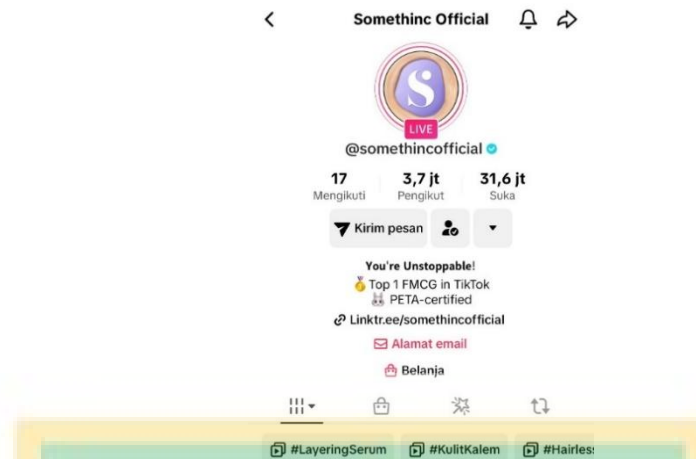 Somethinc Official
S
LIVE
@somethincofficial
17 3,7 jt 31,6 jt
Mengikuti Pengikut Suka
Kirim pesan
You're Unstoppable!
Top 1 FMCG in TikTok
PETA-certified
Linktr.ee/somethincofficial
Alamat email
Belanja
#LayeringSerum #KulitKalem #Hairless